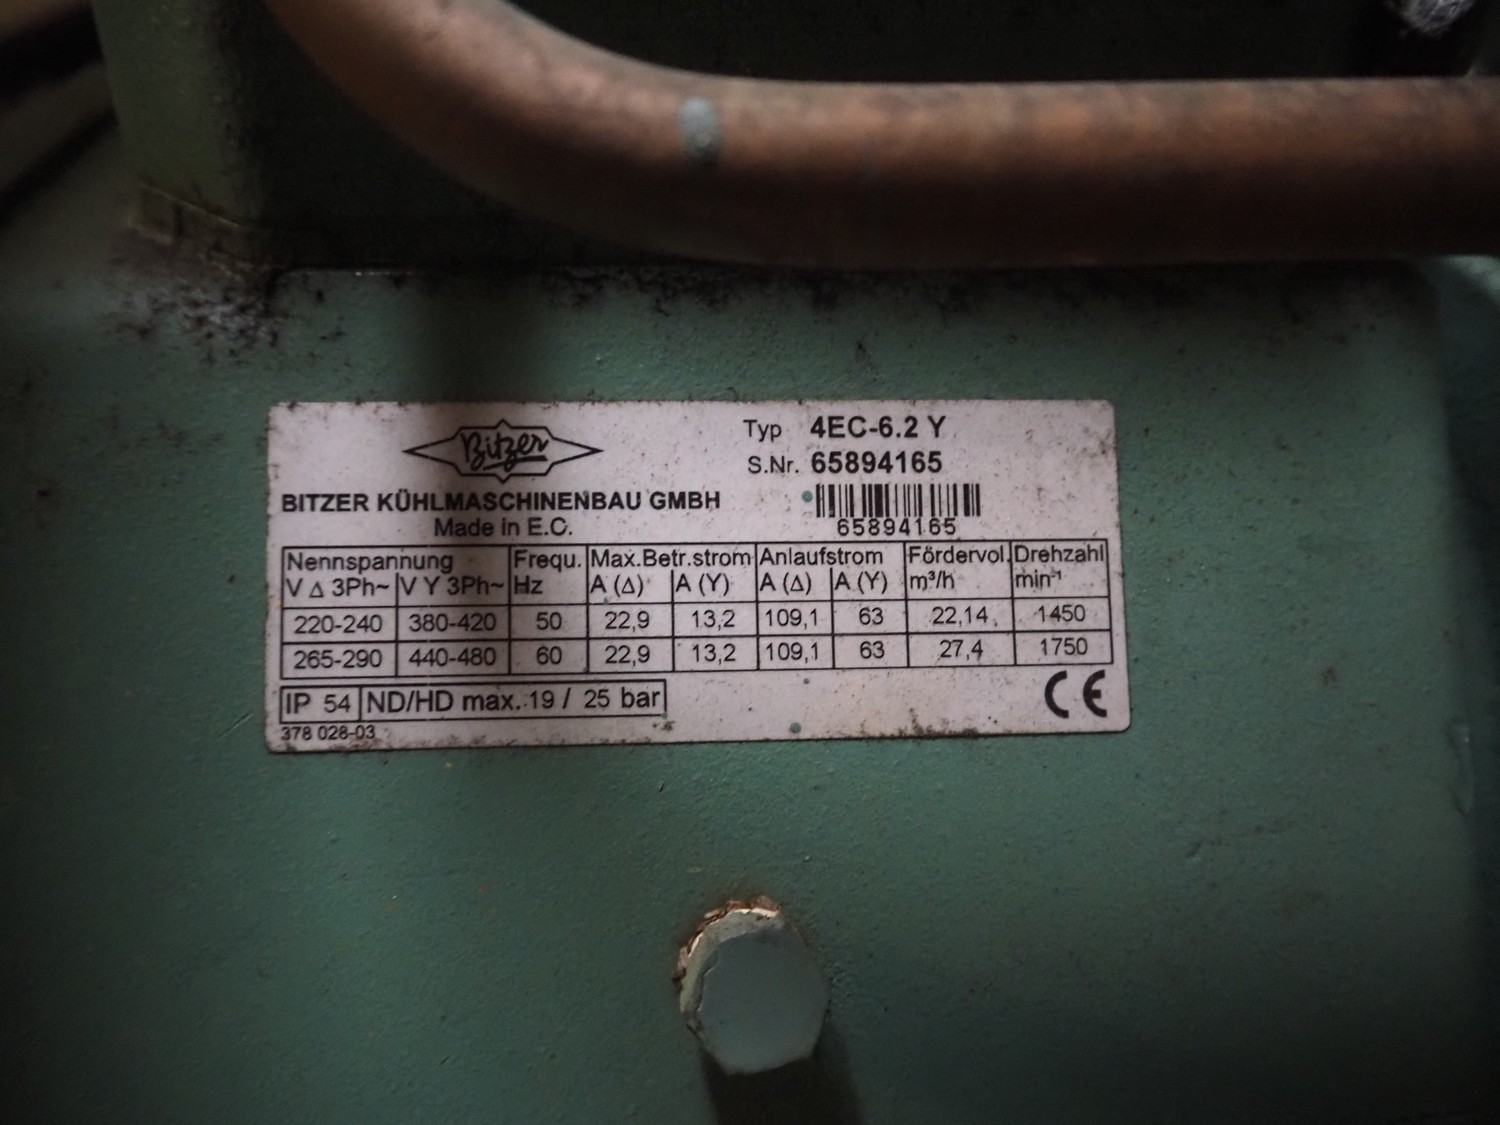 Bitzer
Typ 4EC-6.2 Y
S.Nr. 65894165
BITZER KÜHLMASCHINENBAU GMBH
Made in E.C.
65894165
Nennspannung Frequ. Max.Betr.strom Anlaufstrom Fördervol. Drehzahl
V Δ 3Ph~ V Y 3Ph~ Hz A (Δ) A (Y) A (Δ) A (Y) m³/h min⁻¹
220-240 380-420 50 22,9 13,2 109,1 63 22,14 1450
265-290 440-480 60 22,9 13,2 109,1 63 27,4 1750
IP 54 ND/HD max. 19 / 25 bar
CE
378 028-03